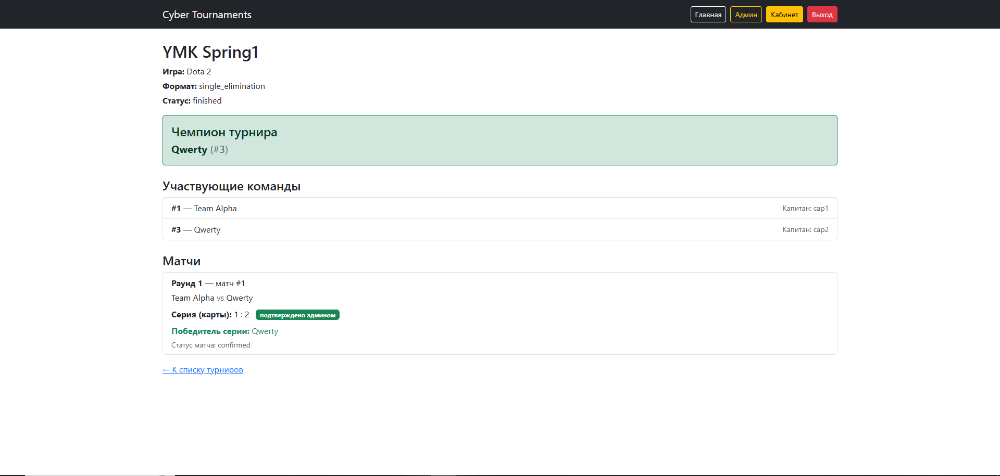 Cyber Tournaments
Главная
Админ
Кабинет
Выход
YMK Spring1
Игра: Dota 2
Формат: single_elimination
Статус: finished
Чемпион турнира
Qwerty (#3)
Участвующие команды
#1 — Team Alpha
Капитан: cap1
#3 — Qwerty
Капитан: cap2
Матчи
Раунд 1 — матч #1
Team Alpha vs Qwerty
Серия (карты): 1 : 2 подтверждено админом
Победитель серии: Qwerty
Статус матча: confirmed
← К списку турниров